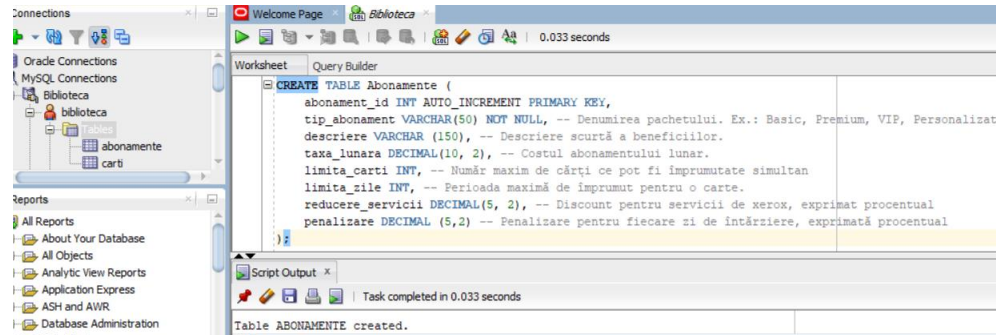 Connections
Welcome Page
Biblioteca
0.033 seconds
Oracle Connections
MySQL Connections
Biblioteca
biblioteca
Tables
abonamente
carti
Worksheet
Query Builder
CREATE TABLE Abonamente (
abonament_id INT AUTO_INCREMENT PRIMARY KEY,
tip_abonament VARCHAR(50) NOT NULL, -- Denumirea pachetului. Ex.: Basic, Premium, VIP, Personalizat
descriere VARCHAR (150), -- Descriere scurtă a beneficiilor.
taxa_lunara DECIMAL(10, 2), -- Costul abonamentului lunar.
limita_carti INT, -- Număr maxim de cărți ce pot fi împrumutate simultan
limita_zile INT, -- Perioada maximă de împrumut pentru o carte.
reducere_servicii DECIMAL(5, 2), -- Discount pentru servicii de xerox, exprimat procentual
penalizare DECIMAL (5,2) -- Penalizare pentru fiecare zi de întârziere, exprimată procentual
);
Reports
All Reports
About Your Database
All Objects
Analytic View Reports
Application Express
ASH and AWR
Database Administration
Script Output
Task completed in 0.033 seconds
Table ABONAMENTE created.